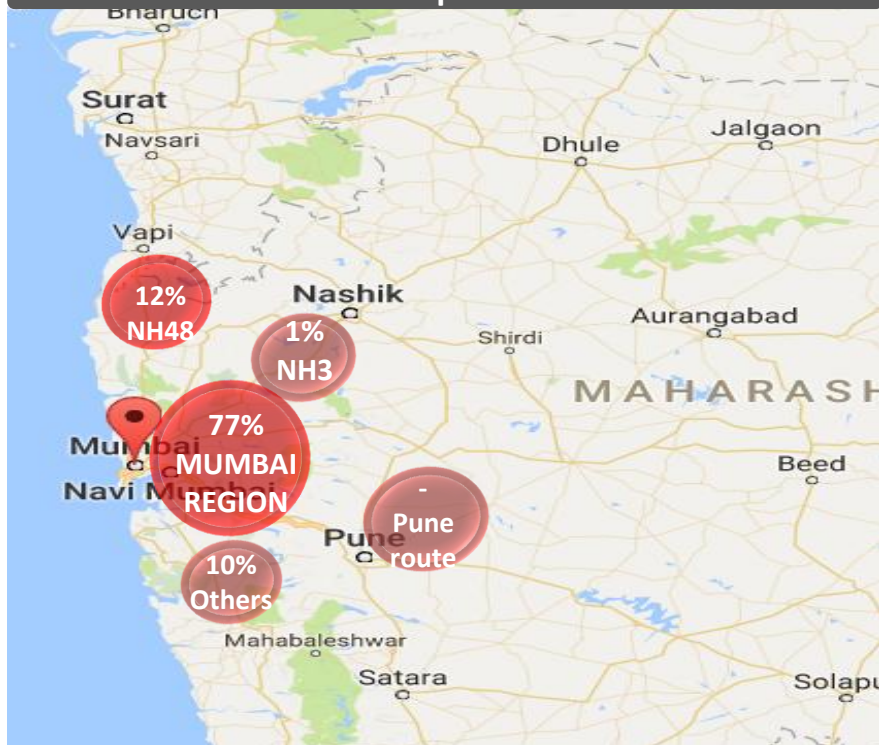 Bharuch
Surat
Navsari
Dhule
Jalgaon
Vapi
12%
NH48
Nashik
1%
NH3
Shirdi
Aurangabad
MAHARASH
77%
MUMBAI
REGION
Mumbai
Navi Mumbai
Beed
-
Pune
route
Pune
10%
Others
Mahabaleshwar
Satara
Solapu